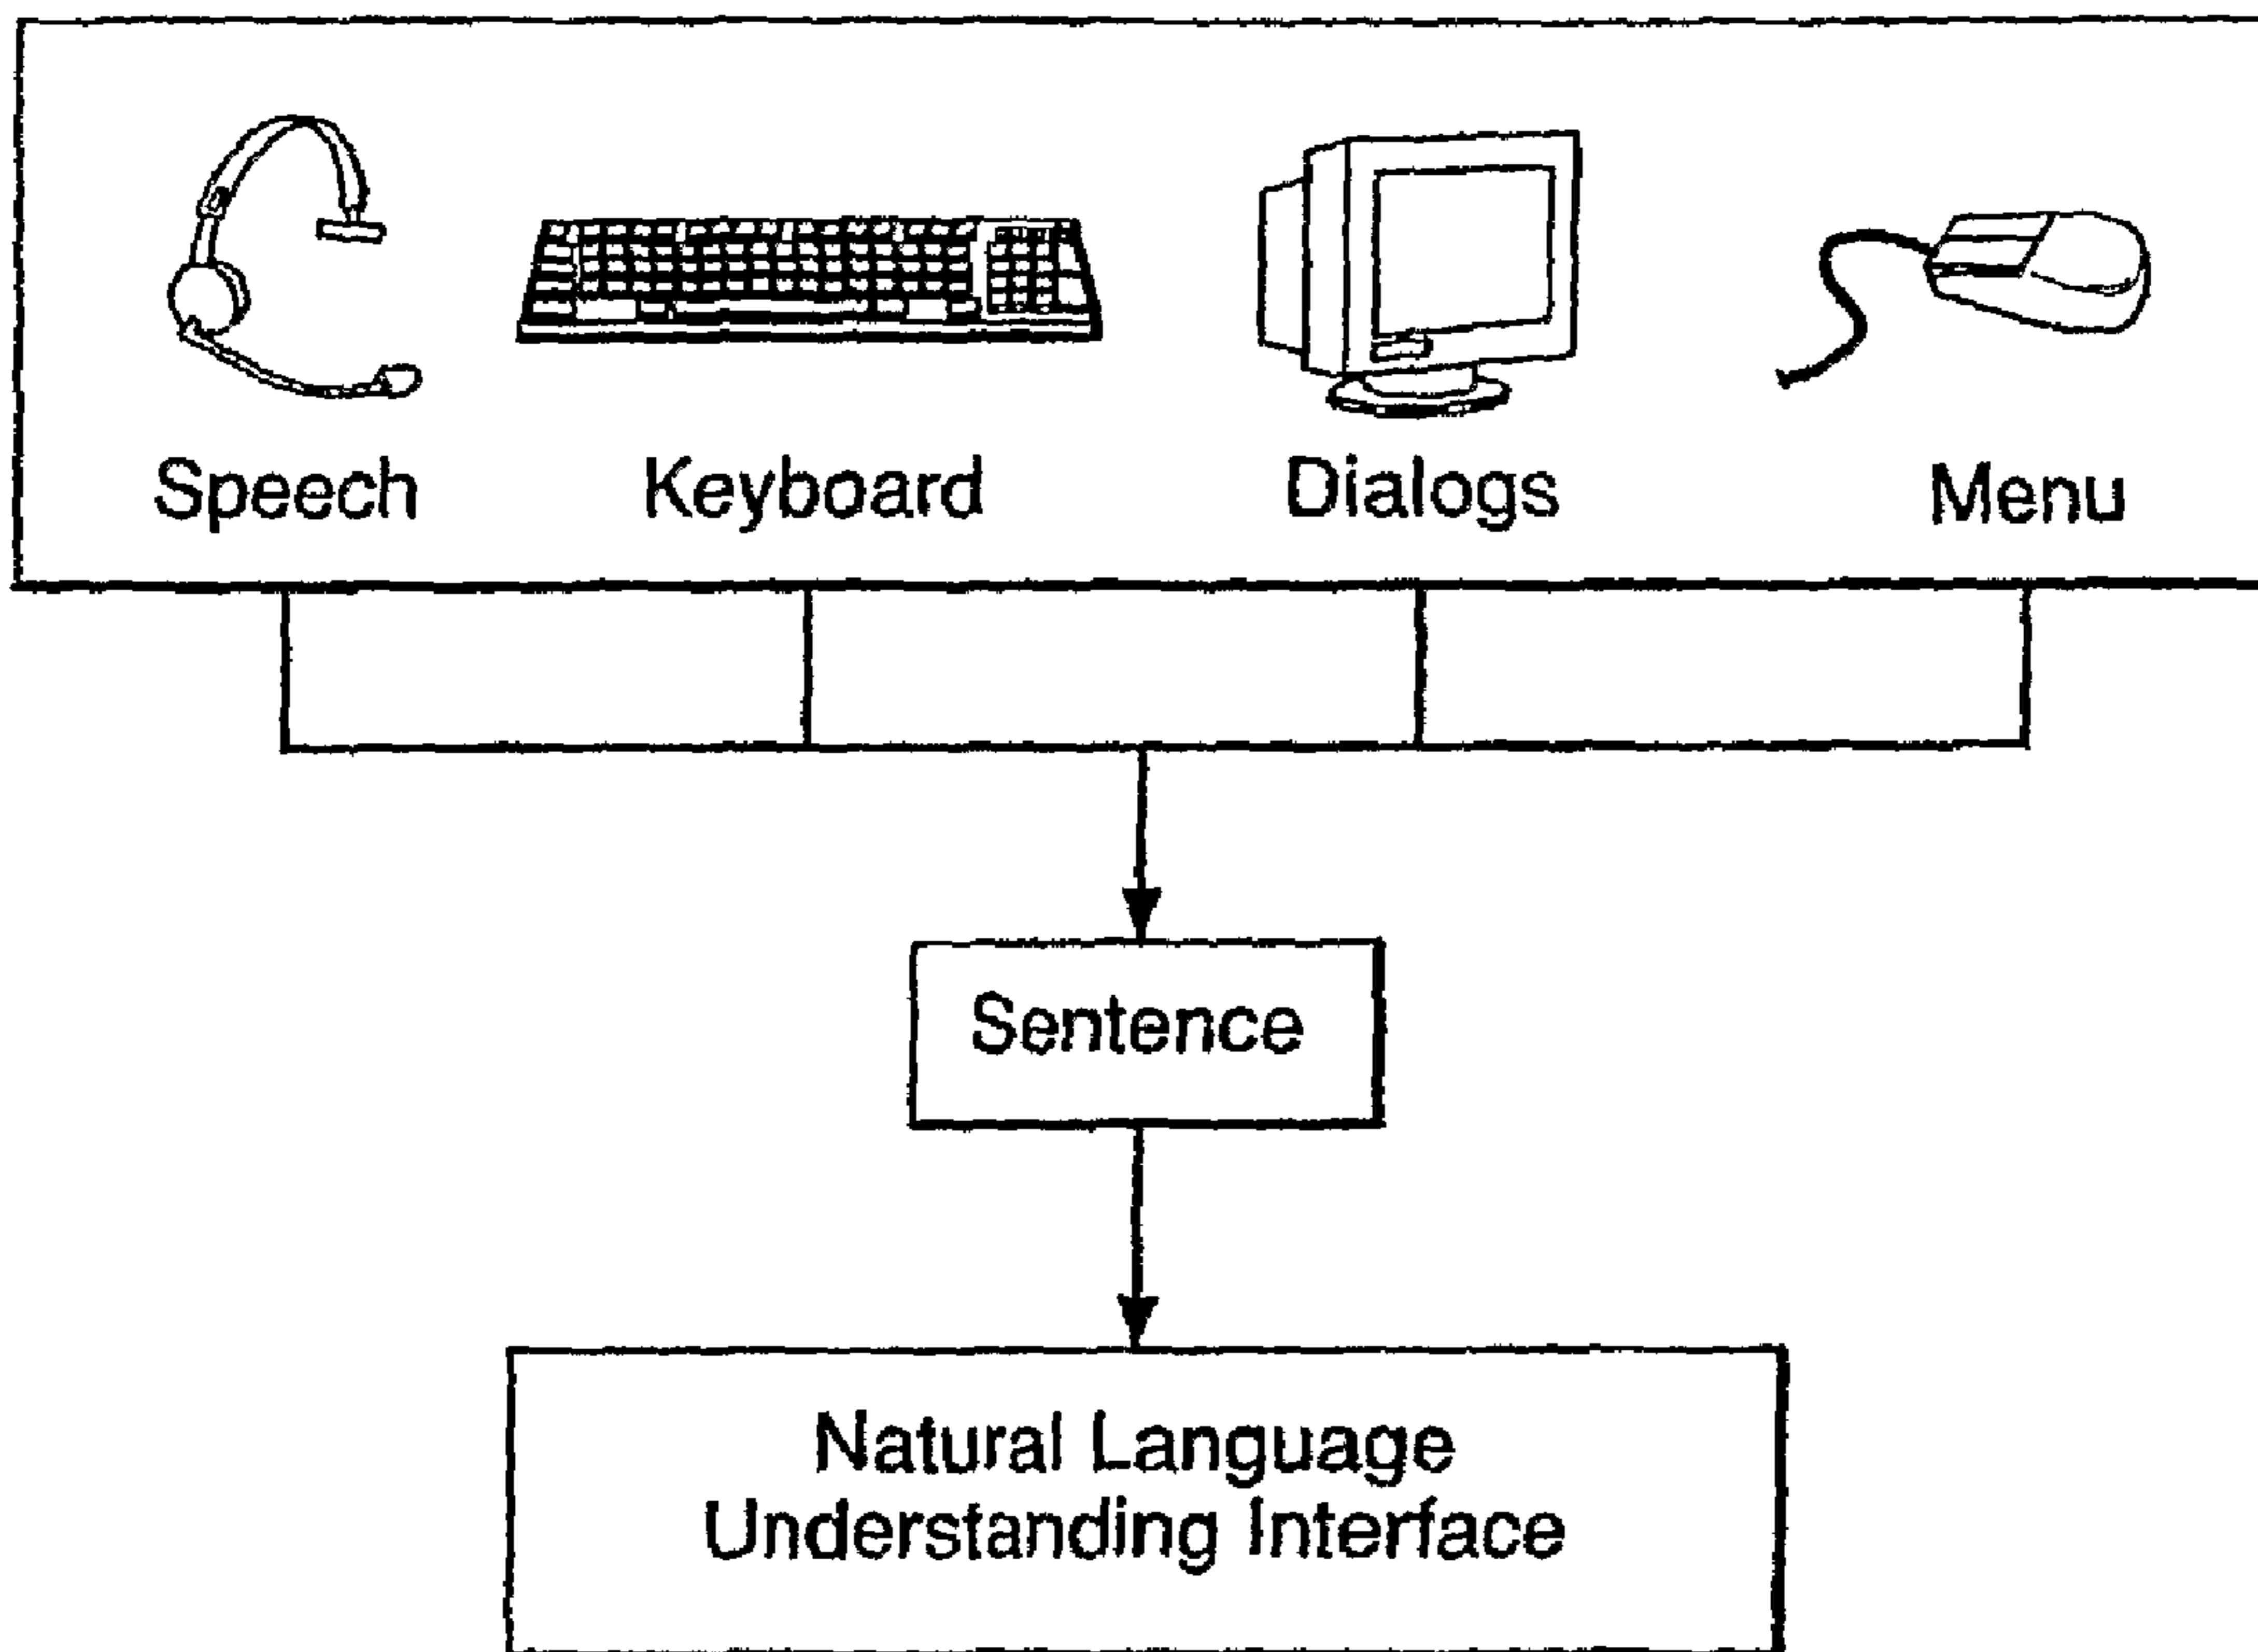 Speech Keyboard Dialogs Menu
Sentence
Natural Language
Understanding Interface